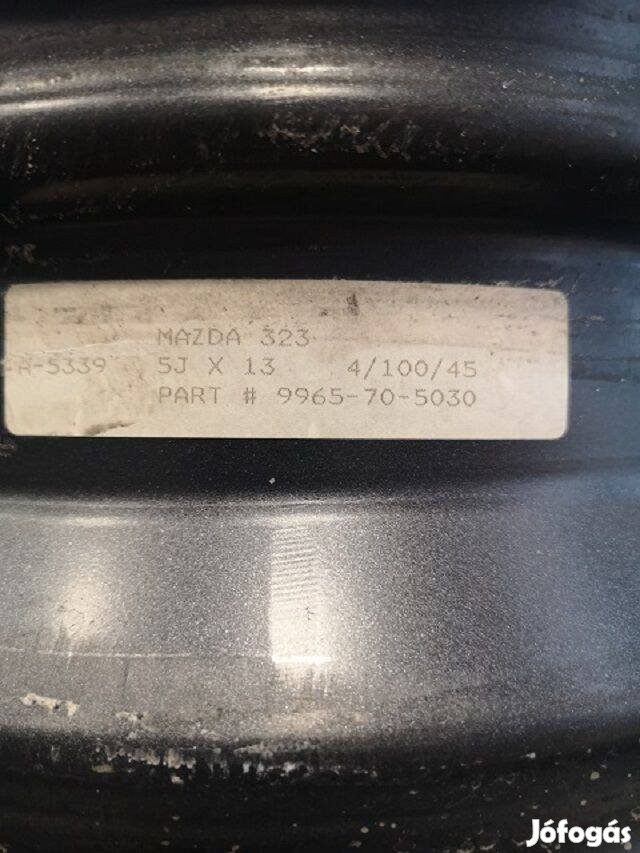 MAZDA 323
A-5339 5J X 13 4/100/45
PART # 9965-70-5030
Jófogás